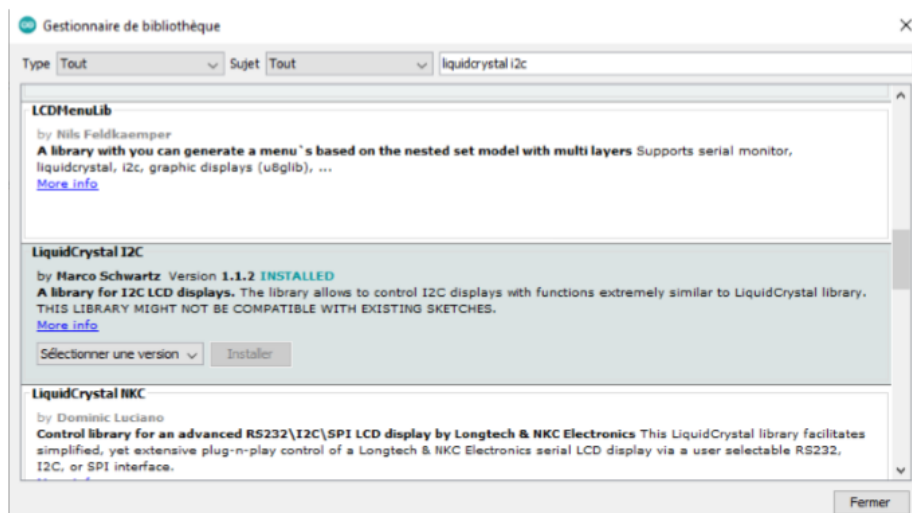 Gestionnaire de bibliothèque
Type Tout Sujet Tout liquidcrystal i2c
LCDMenuLib
by Nils Feldkaemper
A library with you can generate a menu`s based on the nested set model with multi layers Supports serial monitor,
liquidcrystal, i2c, graphic displays (u8glib), ...
More info
LiquidCrystal I2C
by Marco Schwartz Version 1.1.2 INSTALLED
A library for I2C LCD displays. The library allows to control I2C displays with functions extremely similar to LiquidCrystal library.
THIS LIBRARY MIGHT NOT BE COMPATIBLE WITH EXISTING SKETCHES.
More info
Sélectionner une version Installer
LiquidCrystal NKC
by Dominic Luciano
Control library for an advanced RS232\I2C\SPI LCD display by Longtech & NKC Electronics This LiquidCrystal library facilitates
simplified, yet extensive plug-n-play control of a Longtech & NKC Electronics serial LCD display via a user selectable RS232,
I2C, or SPI interface.
Fermer